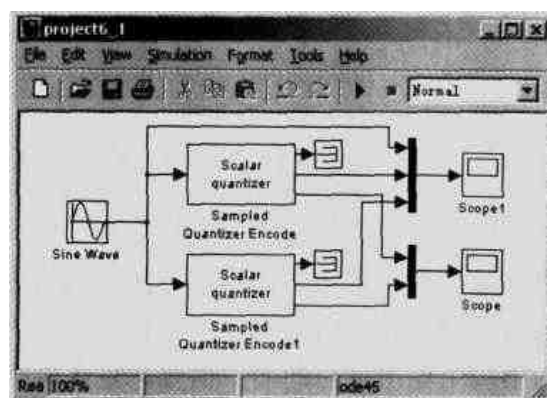 project6_1
File Edit View Simulation Format Tools Help
Normal
Scalar
quantizer
Sampled
Quantizer Encode
Scope1
Sine Wave
Scalar
quantizer
Sampled
Quantizer Encode1
Scope
Rea 100%
ode45